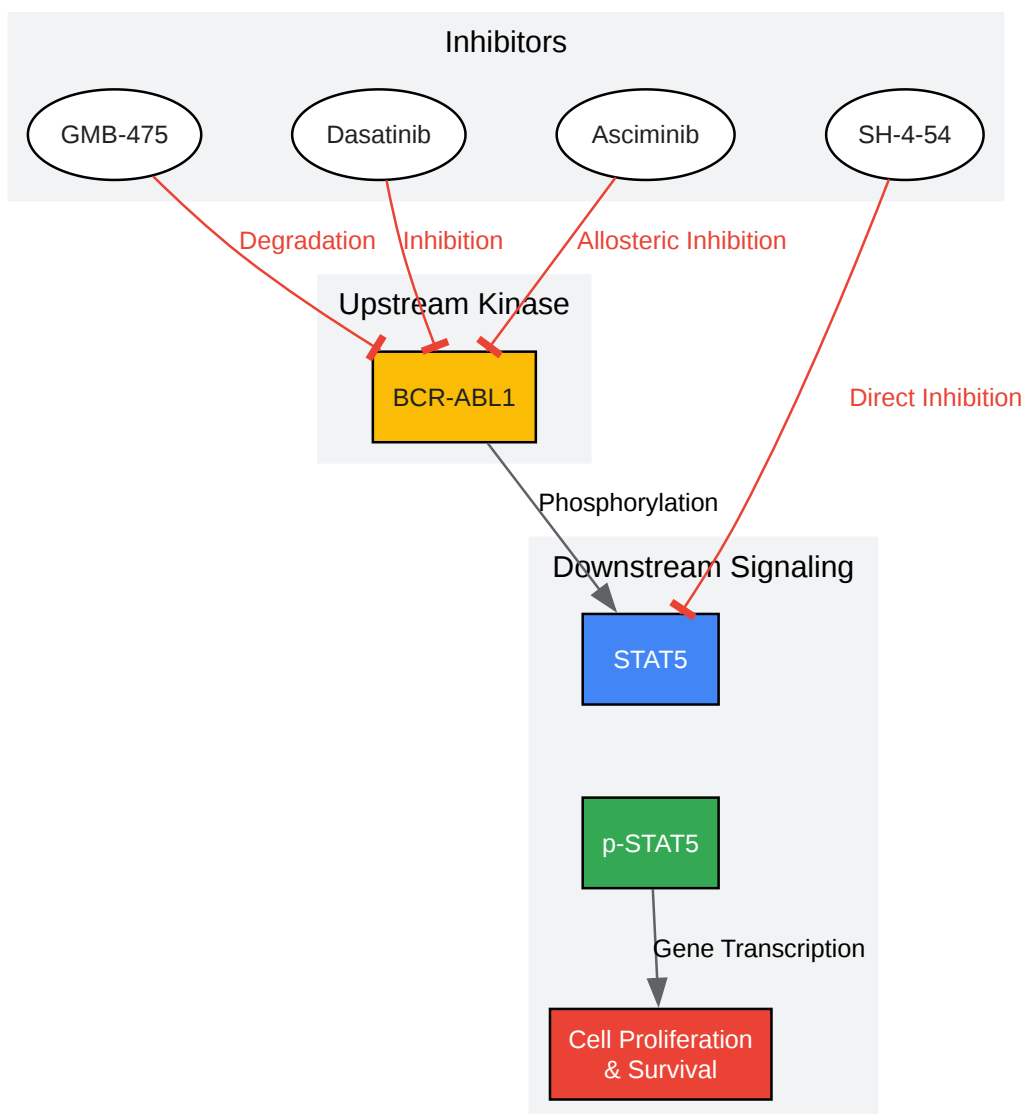 Inhibitors
GMB-475
Dasatinib
Asciminib
SH-4-54
Degradation
Inhibition
Allosteric Inhibition
Upstream Kinase
BCR-ABL1
Direct Inhibition
Phosphorylation
Downstream Signaling
STAT5
p-STAT5
Gene Transcription
Cell Proliferation
& Survival